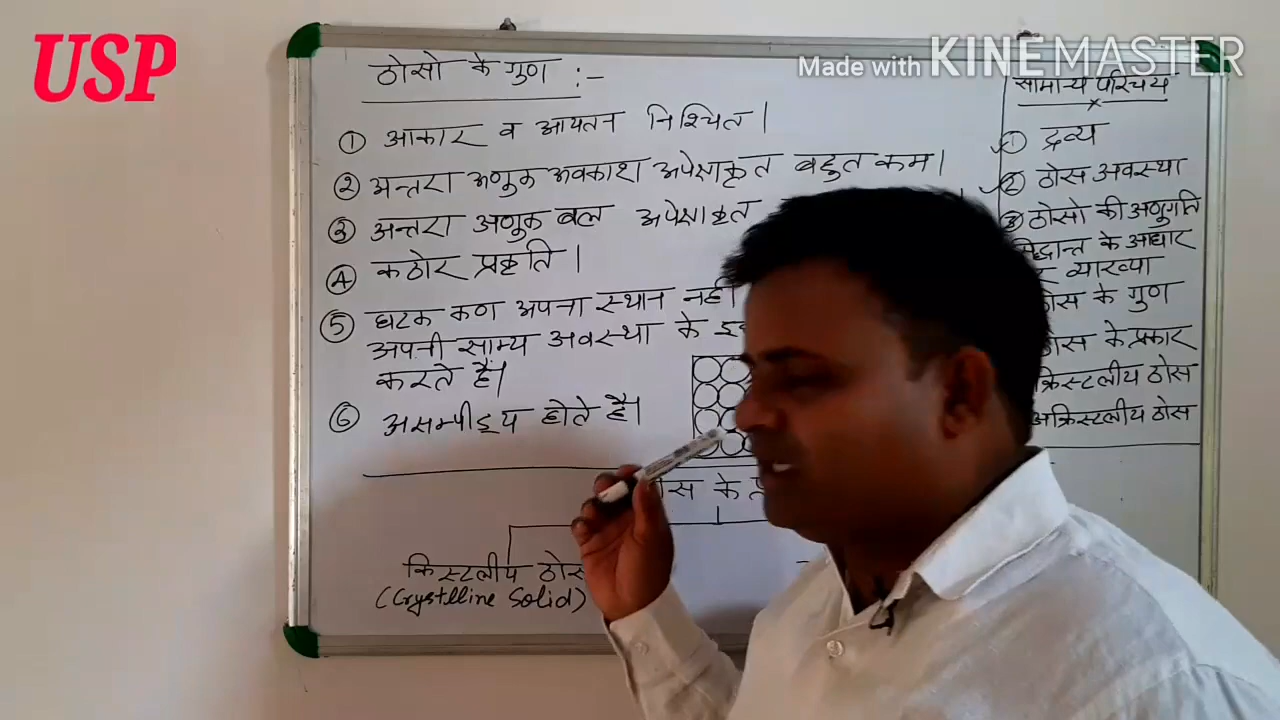 USP
Made with KINEMASTER
ठोसो के गुण :-
① आकार व आयतन निश्चित।
② अन्तरा अणुक अवकाश अपेक्षाकृत बहुत कम।
③ अन्तरा अणुक बल अपेक्षाकृत
④ कठोर प्रकृति।
⑤ घटक कण अपना स्थान नही
अपनी साम्य अवस्था के
करते हैं।
⑥ असम्पीड्य होते है।
के
क्रिस्टलीय ठोस
(Crystlline Solid)
सामान्य परिचय
① द्रव्य
② ठोस अवस्था
③ ठोसो की अणुगति
सिद्धान्त के आधार
व्याख्या
ठोस के गुण
ठोस के प्रकार
क्रिस्टलीय ठोस
अक्रिस्टलीय ठोस